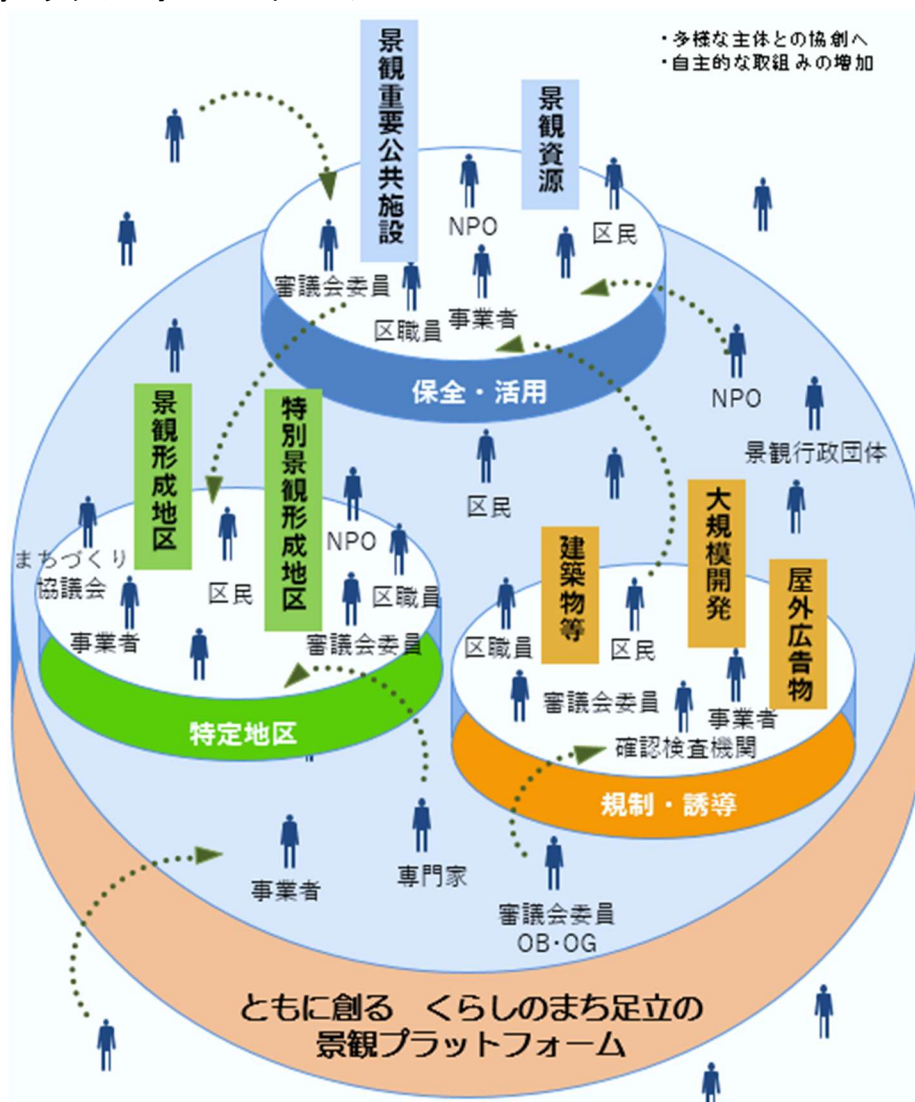 ・多様な主体との協創へ
・自主的な取組みの増加
景観重要公共施設
景観資源
NPO
区民
審議会委員
区職員
事業者
保全・活用
NPO
景観行政団体
区民
景観形成地区
特別景観形成地区
まちづくり
協議会
事業者
区民
NPO
区職員
審議会委員
特定地区
建築物等
大規模開発
屋外広告物
区職員
区民
審議会委員
事業者
確認検査機関
規制・誘導
事業者
専門家
審議会委員
OB・OG
ともに創る くらしのまち足立の
景観プラットフォーム